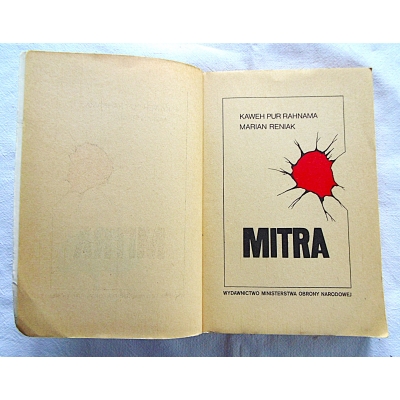 KAWEH PUR RAHNAMA
MARIAN RENIAK
MITRA
WYDAWNICTWO MINISTERSTWA OBRONY NARODOWEJ